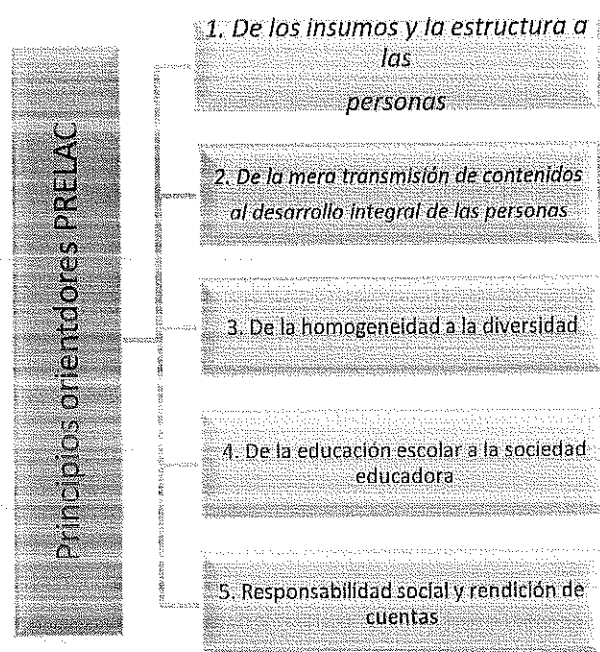 Principios orientdores PRELAC
1. De los insumos y la estructura a
las
personas
2. De la mera transmisión de contenidos
al desarrollo integral de las personas
3. De la homogeneidad a la diversidad
4. De la educación escolar a la sociedad
educadora
5. Responsabilidad social y rendición de
cuentas